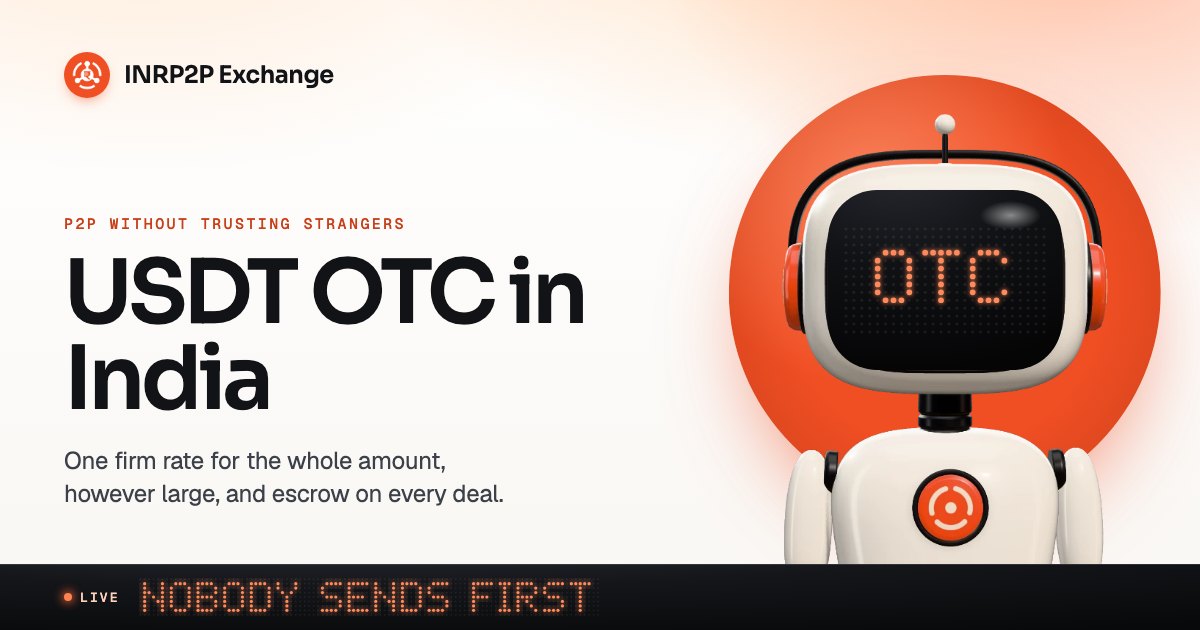 INRP2P Exchange
P2P WITHOUT TRUSTING STRANGERS
USDT OTC in
India
One firm rate for the whole amount,
however large, and escrow on every deal.
OTC
LIVE NOBODY SENDS FIRST